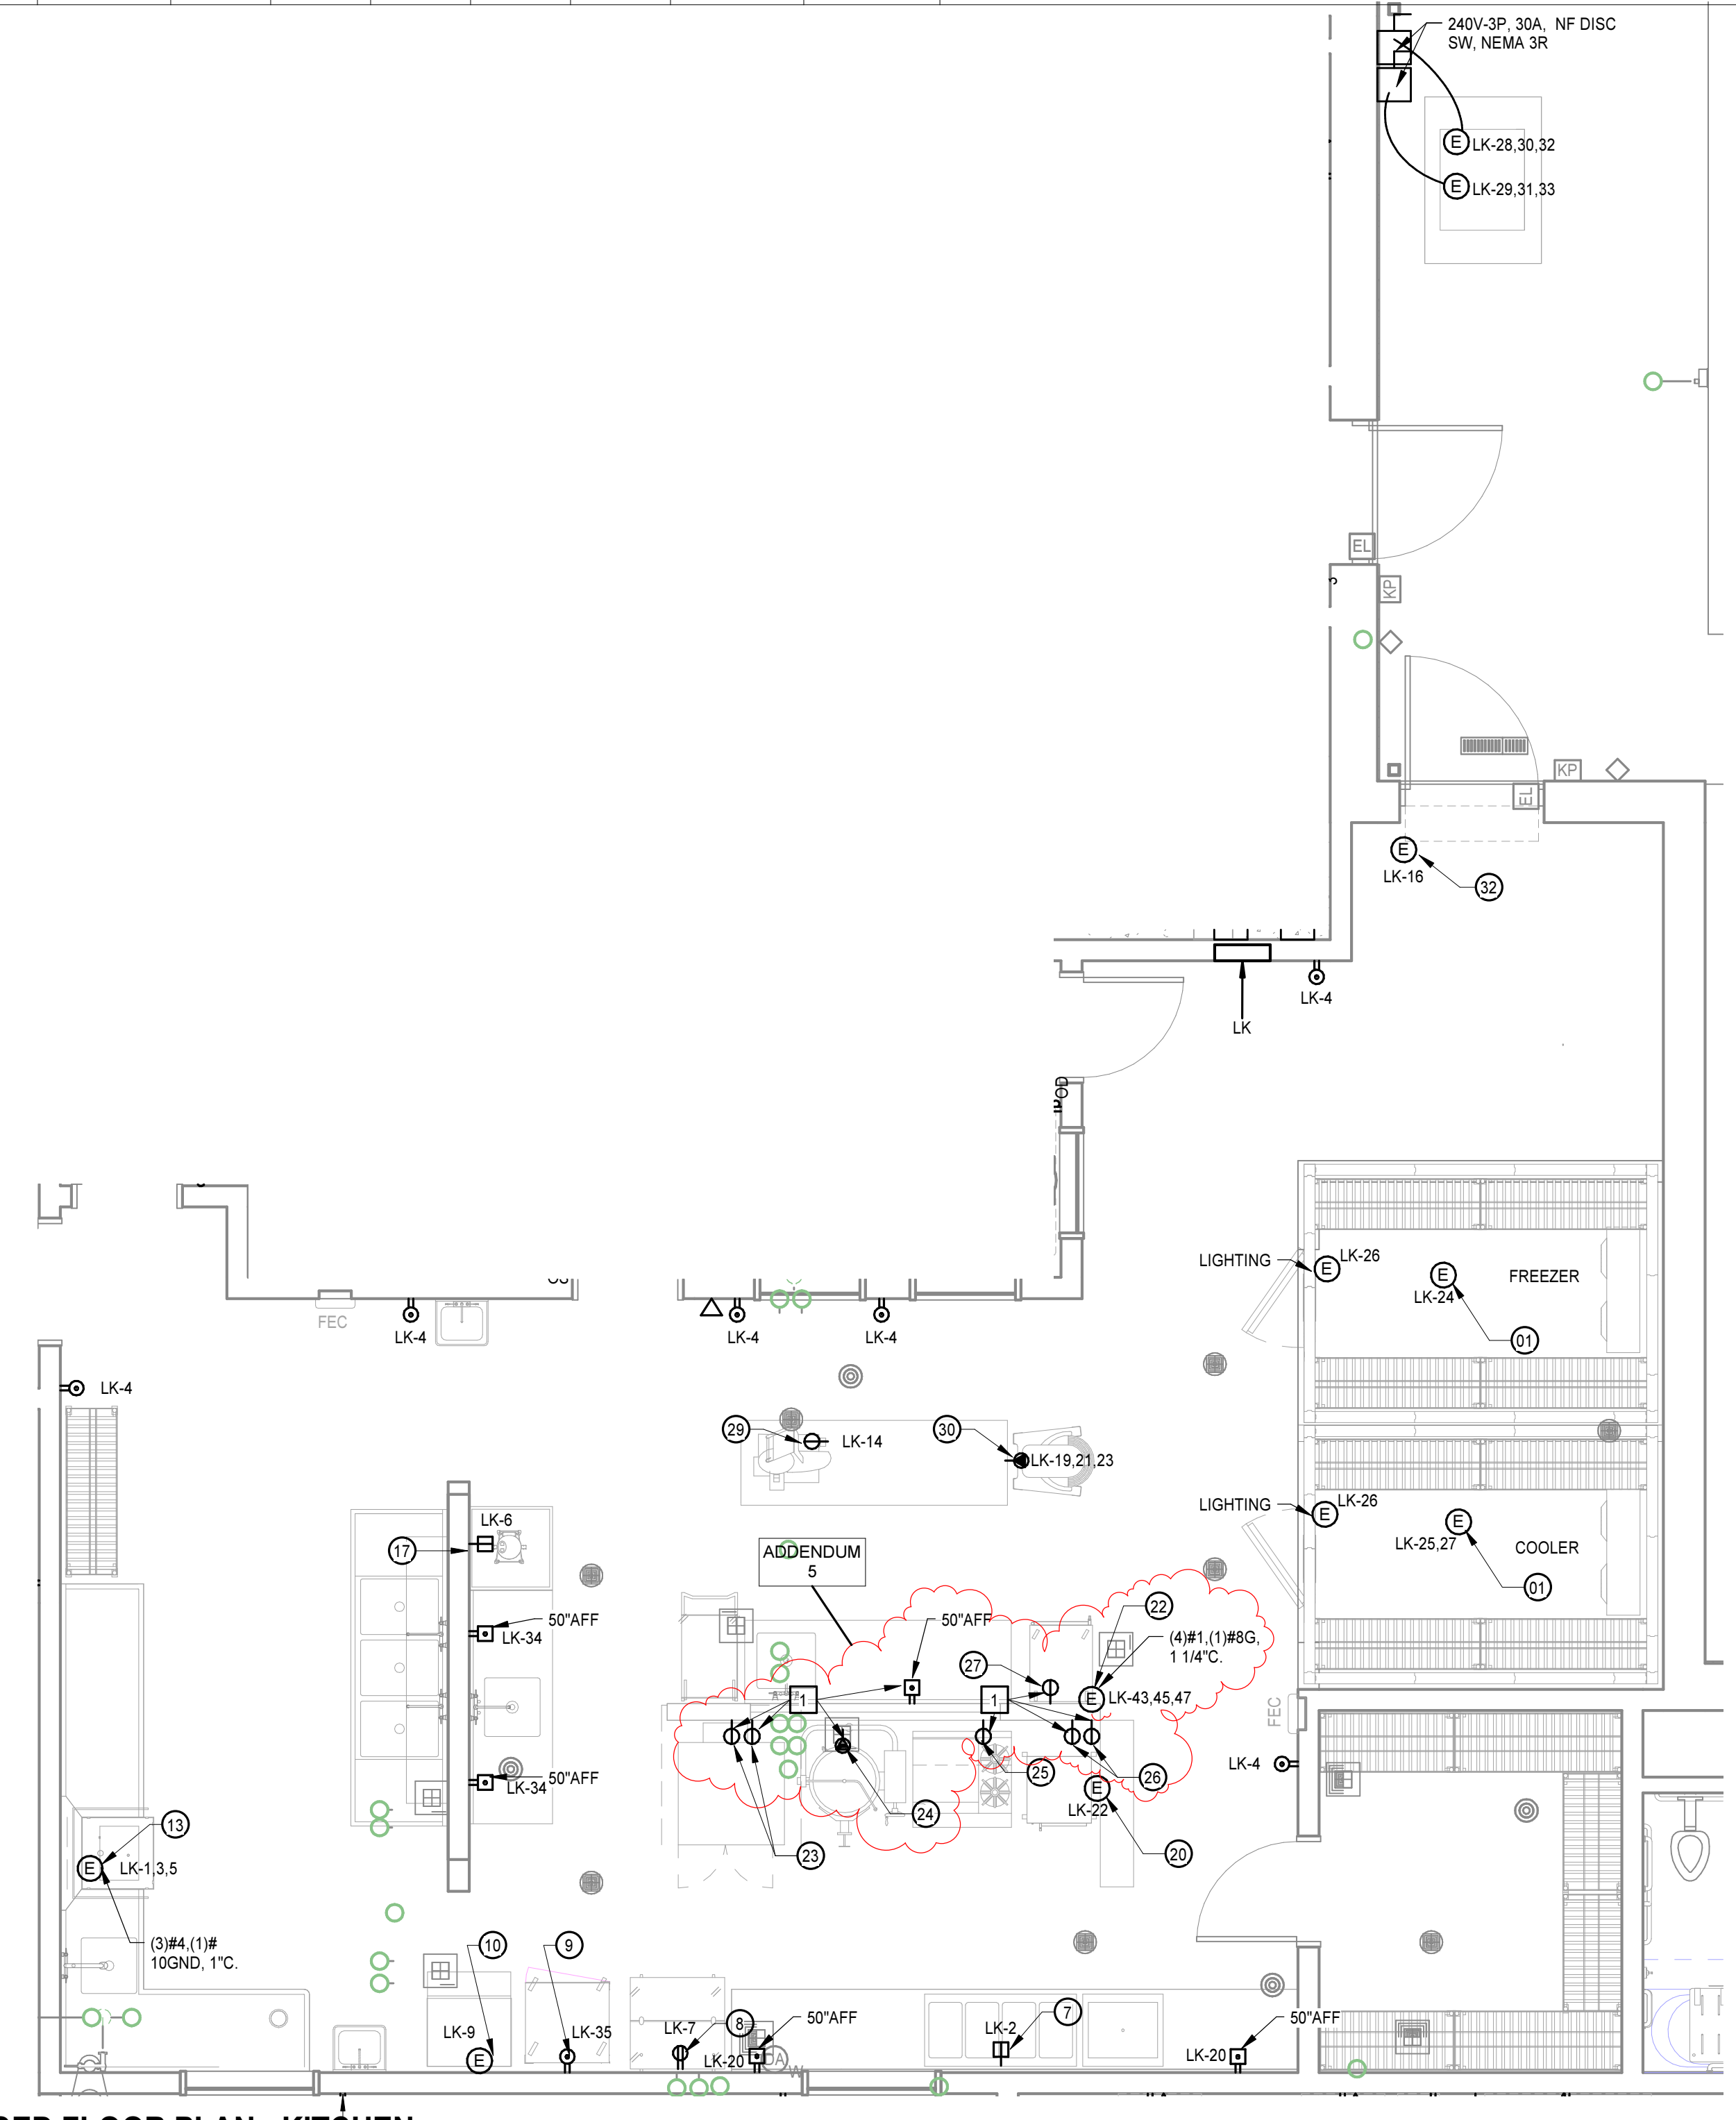 240V-3P, 30A, NF DISC
SW, NEMA 3R
E
LK-28,30,32
E
LK-29,31,33
EL
KP
3
KP
EL
E
LK-16
32
LK-4
LK
LIGHTING
E
LK-26
E
LK-24
FREEZER
01
FEC
LK-4
LK-4
LK-4
LK-4
29
LK-14
30
LK-19,21,23
LIGHTING
E
LK-26
E
LK-25,27
COOLER
01
LK-6
17
ADDENDUM
5
50"AFF
LK-34
50"AFF
22
(4)#1,(1)#8G,
1 1/4"C.
27
1
1
E
LK-43,45,47
FEC
LK-4
50"AFF
LK-34
25
26
E
LK-22
24
23
20
13
E
LK-1,3,5
(3)#4,(1)#
10GND, 1"C.
10
9
LK-9
E
LK-35
LK-7
8
50"AFF
LK-20
W
LK-2
7
50"AFF
LK-20